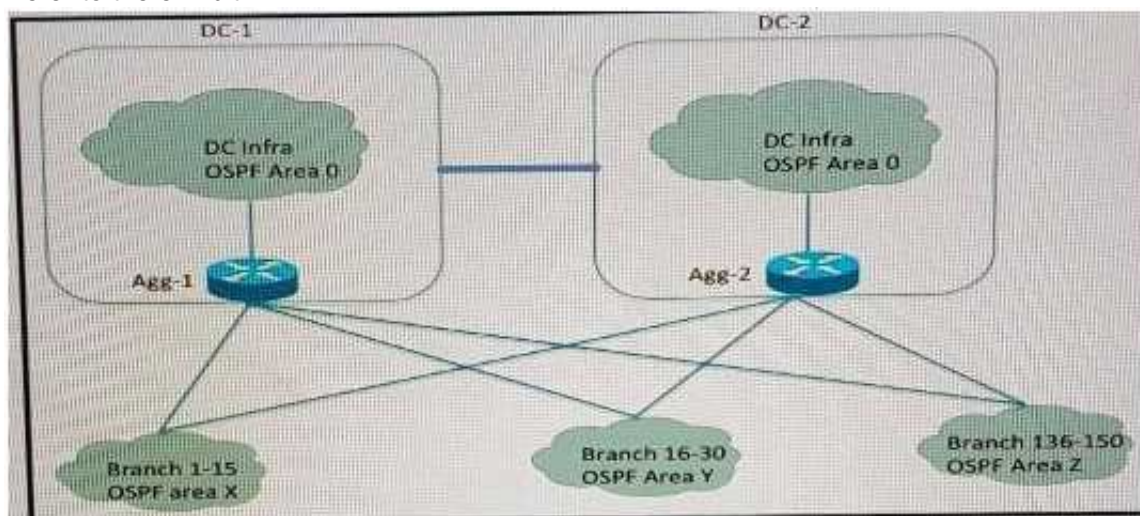 DC-1
DC-2
DC Infra
OSPF Area 0
DC Infra
OSPF Area 0
Agg-1
Agg-2
Branch 1-15
OSPF area X
Branch 16-30
OSPF Area Y
Branch 136-150
OSPF Area Z